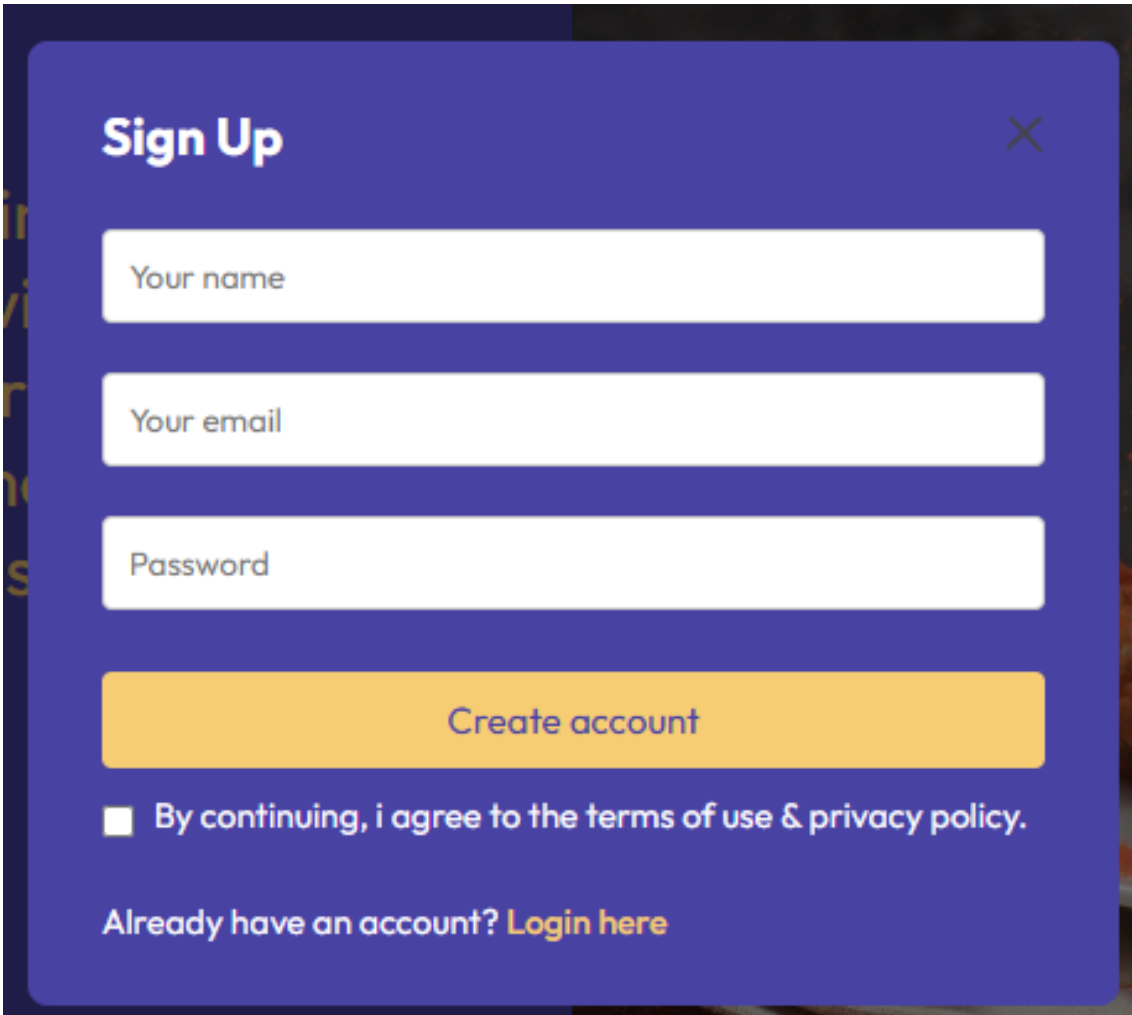 Sign Up
Your name
Your email
Password
Create account
By continuing, i agree to the terms of use & privacy policy.
Already have an account? Login here